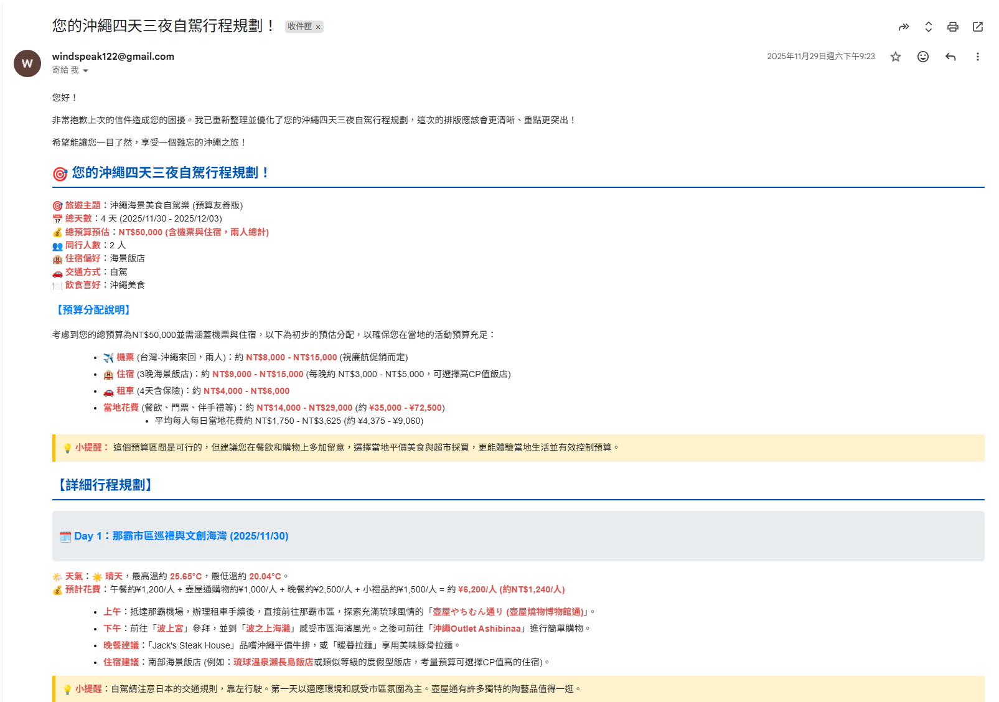 您的沖繩四天三夜自駕行程規劃！ 收件匣 ×
W
windspeak122@gmail.com
2025年11月29日週六下午9:23
寄給 我
您好！
非常抱歉上次的信件造成您的困擾。我已重新整理並優化了您的沖繩四天三夜自駕行程規劃，這次的排版應該會更清晰、重點更突出！
希望能讓您一目了然，享受一個難忘的沖繩之旅！
🎯 您的沖繩四天三夜自駕行程規劃！
🎯 旅遊主題：沖繩海景美食自駕樂 (預算友善版)
📅 總天數：4 天 (2025/11/30 - 2025/12/03)
💰 總預算預估：NT$50,000 (含機票與住宿，兩人總計)
👥 同行人數：2 人
🏨 住宿偏好：海景飯店
🚗 交通方式：自駕
🍽️ 飲食喜好：沖繩美食
【預算分配說明】
考慮到您的總預算為NT$50,000並需涵蓋機票與住宿，以下為初步的預估分配，以確保您在當地的活動預算充足：
• ✈️ 機票 (台灣-沖繩來回，兩人)：約 NT$8,000 - NT$15,000 (視廉航促銷而定)
• 🏨 住宿 (3晚海景飯店)：約 NT$9,000 - NT$15,000 (每晚約 NT$3,000 - NT$5,000，可選擇高CP值飯店)
• 🚗 租車 (4天含保險)：約 NT$4,000 - NT$6,000
• 當地花費 (餐飲、門票、伴手禮等)：約 NT$14,000 - NT$29,000 (約 ¥35,000 - ¥72,500)
• 平均每人每日當地花費約 NT$1,750 - NT$3,625 (約 ¥4,375 - ¥9,060)
💡 小提醒： 這個預算區間是可行的，但建議您在餐飲和購物上多加留意，選擇當地平價美食與超市採買，更能體驗當地生活並有效控制預算。
【詳細行程規劃】
🗓️ Day 1：那霸市區巡禮與文創海灣 (2025/11/30)
🌤️ 天氣：☀️ 晴天，最高溫約 25.65°C，最低溫約 20.04°C。
💰 預計花費：午餐約¥1,200/人 + 壺屋通購物約¥1,000/人 + 晚餐約¥2,500/人 + 小禮品約¥1,500/人 = 約 ¥6,200/人 (約NT$1,240/人)
• 上午：抵達那霸機場，辦理租車手續後，直接前往那霸市區，探索充滿琉球風情的「壺屋やちむん通り (壺屋燒物博物館通)」。
• 下午：前往「波上宮」參拜，並到「波之上海灘」感受市區海濱風光。之後可前往「沖繩Outlet Ashibinaa」進行簡單購物。
• 晚餐建議：「Jack's Steak House」品嚐沖繩平價牛排，或「暖暮拉麵」享用美味豚骨拉麵。
• 住宿建議：南部海景飯店 (例如：琉球溫泉瀨長島飯店或類似等級的度假型飯店，考量預算可選擇CP值高的住宿)。
💡 小提醒：自駕請注意日本的交通規則，靠左行駛。第一天以適應環境和感受市區氛圍為主。壺屋通有許多獨特的陶藝品值得一逛。